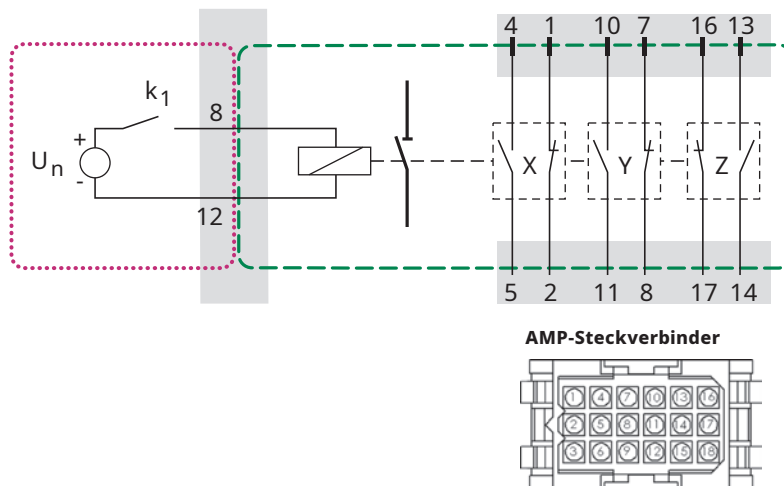 4 1 10 7 16 13
k1
8
+
Un
-
12
X Y Z
5 2 11 8 17 14
AMP-Steckverbinder
1 4 7 10 13 16
2 5 8 11 14 17
3 6 9 12 15 18